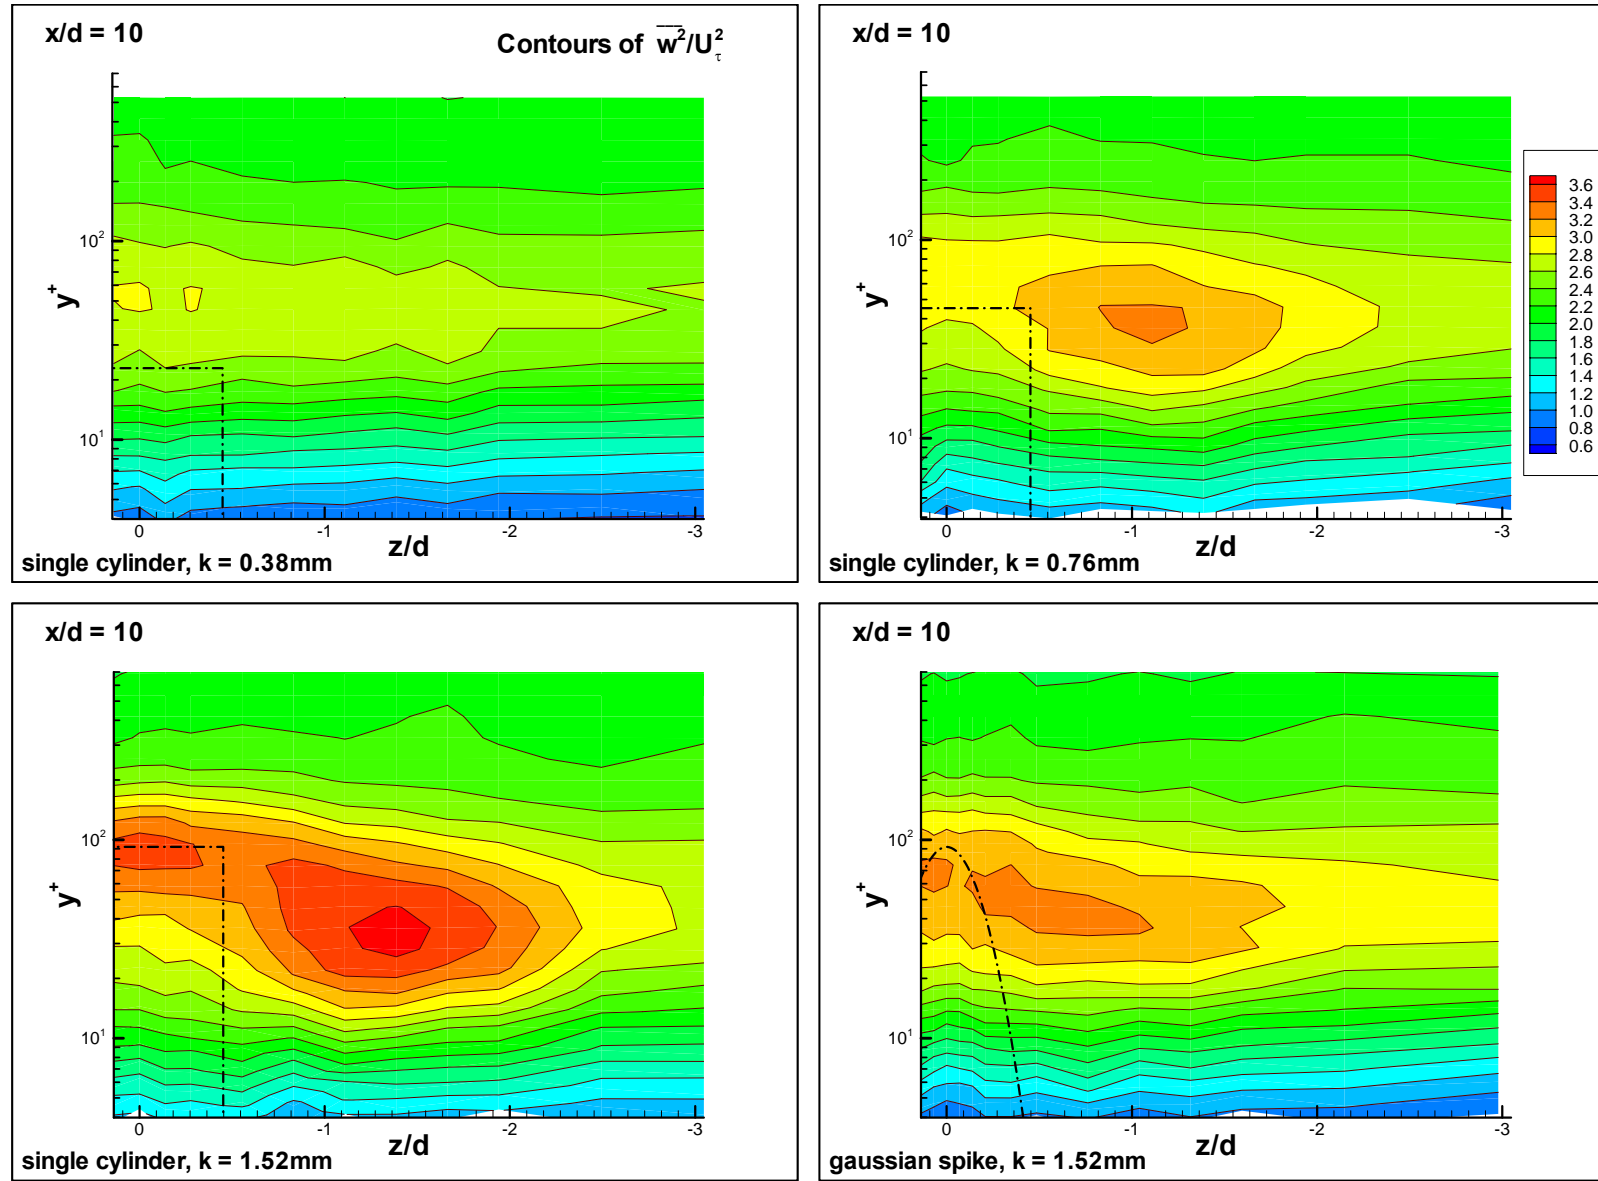 x/d = 10
Contours of w̅²/U_τ²
10²
10¹
y⁺
0 -1 -2 -3
z/d
single cylinder, k = 0.38mm
x/d = 10
10²
10¹
y⁺
0 -1 -2 -3
z/d
single cylinder, k = 0.76mm
3.6
3.4
3.2
3.0
2.8
2.6
2.4
2.2
2.0
1.8
1.6
1.4
1.2
1.0
0.8
0.6
x/d = 10
10²
10¹
y⁺
0 -1 -2 -3
z/d
single cylinder, k = 1.52mm
x/d = 10
10²
10¹
y⁺
0 -1 -2 -3
z/d
gaussian spike, k = 1.52mm